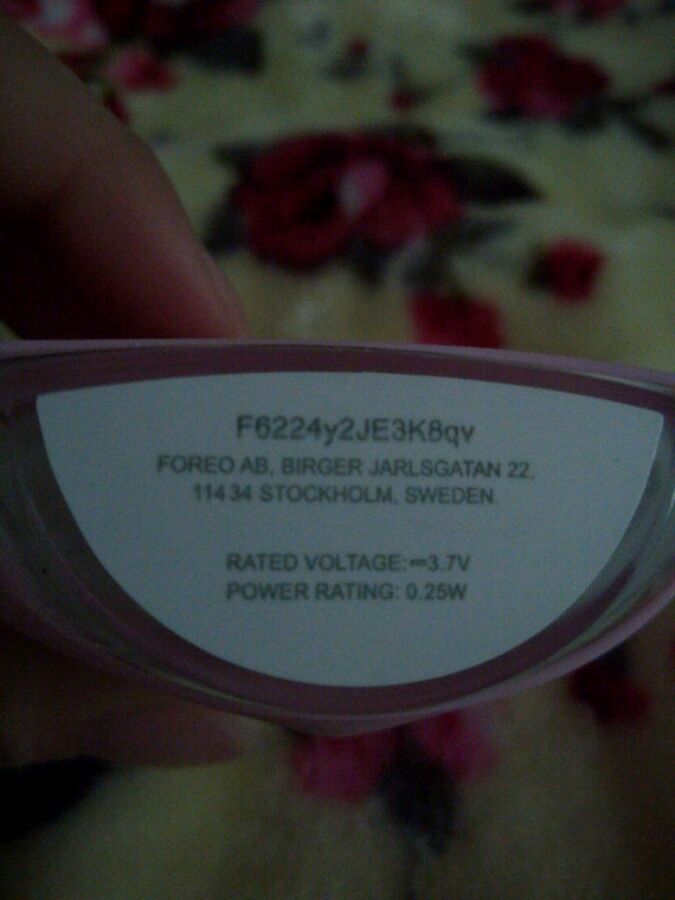 F6224y2JE3K8qv
FOREO AB, BIRGER JARLSGATAN 22,
114 34 STOCKHOLM, SWEDEN.
RATED VOLTAGE: ⎓3.7V
POWER RATING: 0.25W